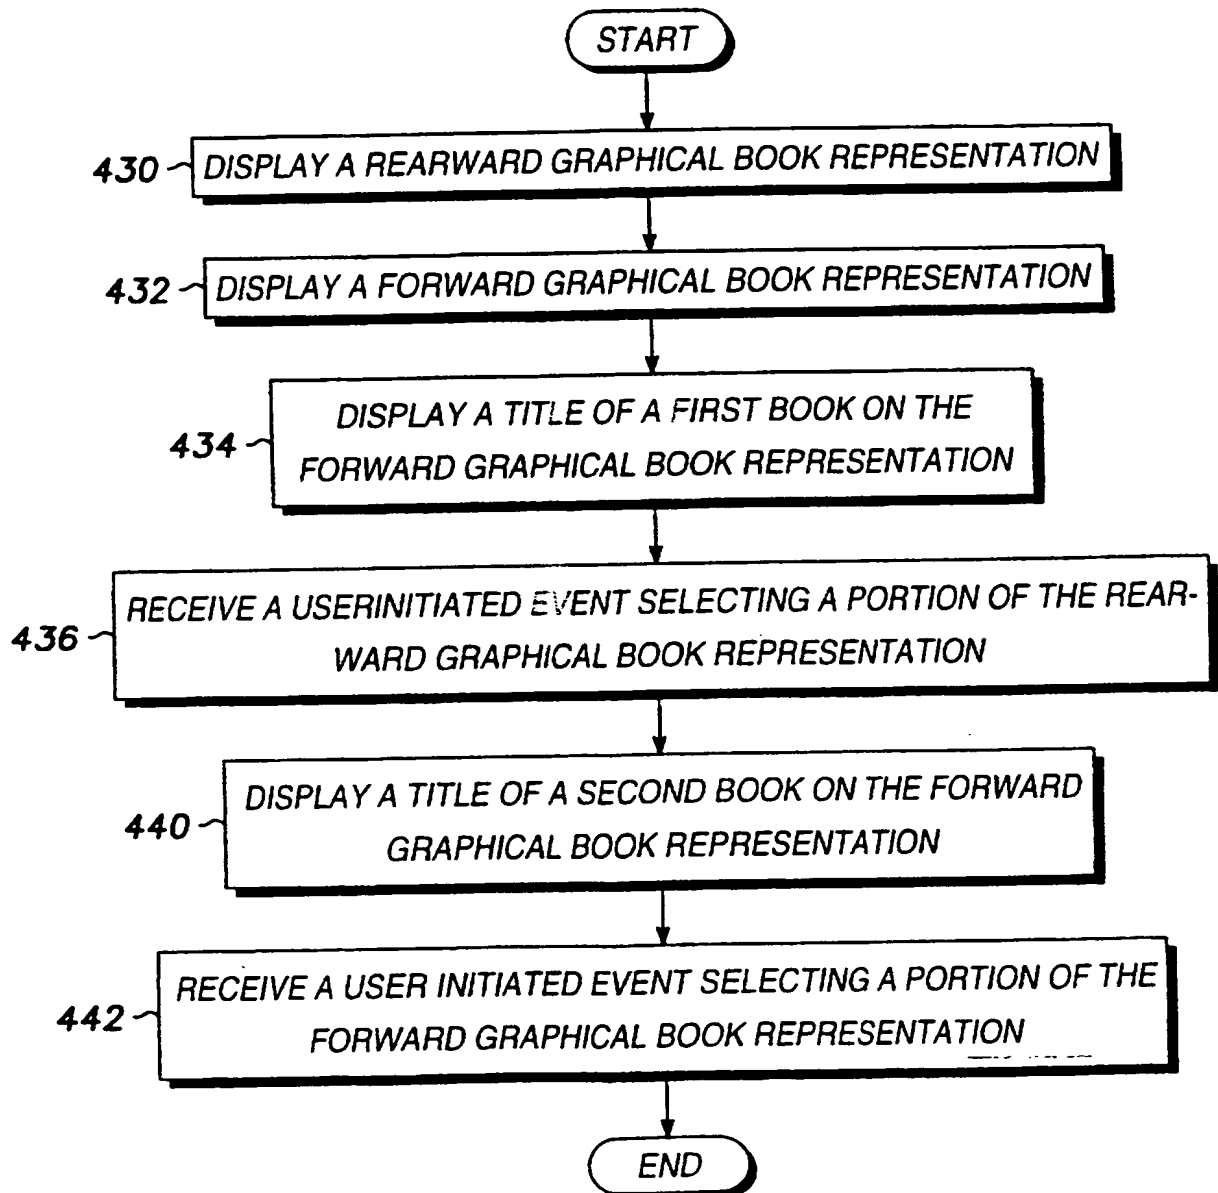 START
430 DISPLAY A REARWARD GRAPHICAL BOOK REPRESENTATION
432 DISPLAY A FORWARD GRAPHICAL BOOK REPRESENTATION
DISPLAY A TITLE OF A FIRST BOOK ON THE
434 FORWARD GRAPHICAL BOOK REPRESENTATION
RECEIVE A USERINITIATED EVENT SELECTING A PORTION OF THE REAR-
436 WARD GRAPHICAL BOOK REPRESENTATION
DISPLAY A TITLE OF A SECOND BOOK ON THE FORWARD
440 GRAPHICAL BOOK REPRESENTATION
RECEIVE A USER INITIATED EVENT SELECTING A PORTION OF THE
442 FORWARD GRAPHICAL BOOK REPRESENTATION
END